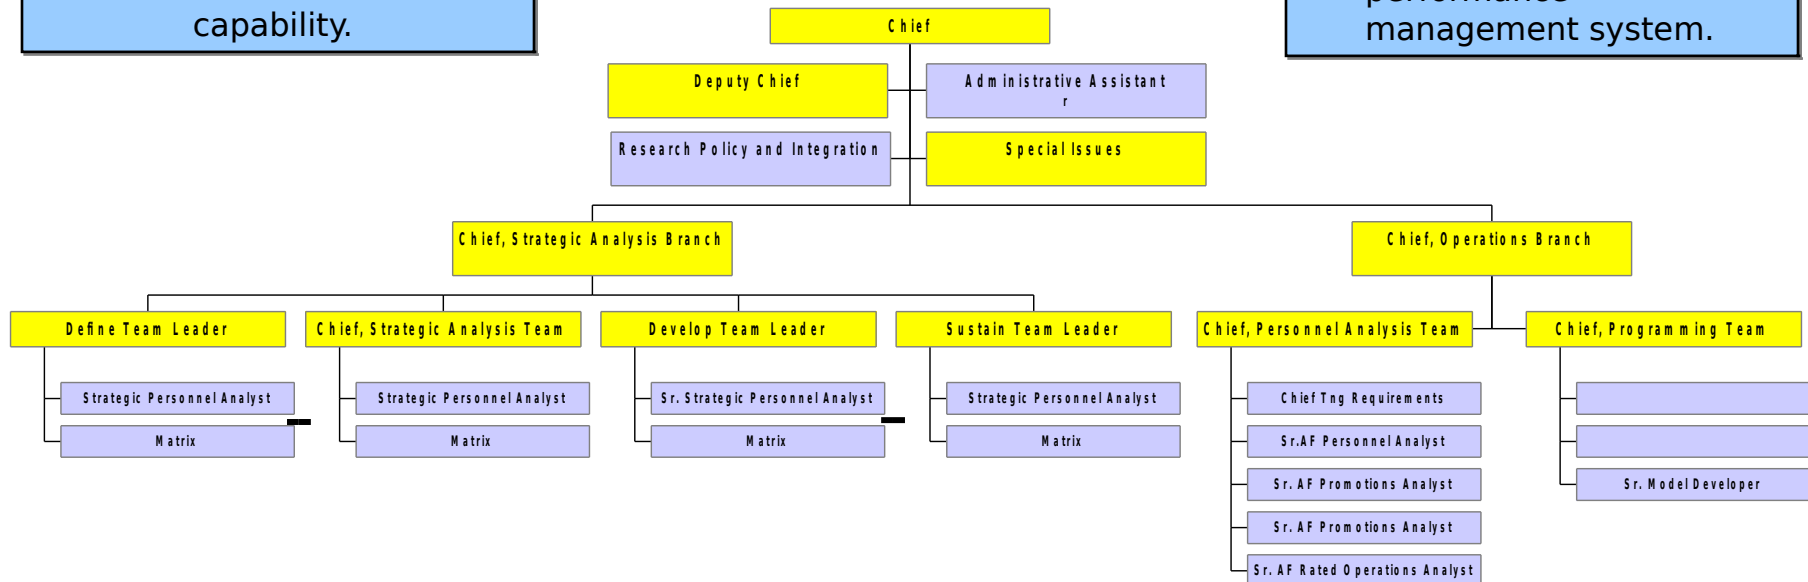 capability.
performance
management system.
Chief
Deputy Chief
Administrative Assistant
r
Research Policy and Integration
Special Issues
Chief, Strategic Analysis Branch
Chief, Operations Branch
Define Team Leader
Chief, Strategic Analysis Team
Develop Team Leader
Sustain Team Leader
Chief, Personnel Analysis Team
Chief, Programming Team
Strategic Personnel Analyst
Strategic Personnel Analyst
Sr. Strategic Personnel Analyst
Strategic Personnel Analyst
Chief Tng Requirements
Matrix
Matrix
Matrix
Matrix
Sr.AF Personnel Analyst
Sr. AF Promotions Analyst
Sr. Model Developer
Sr. AF Promotions Analyst
Sr. AF Rated Operations Analyst